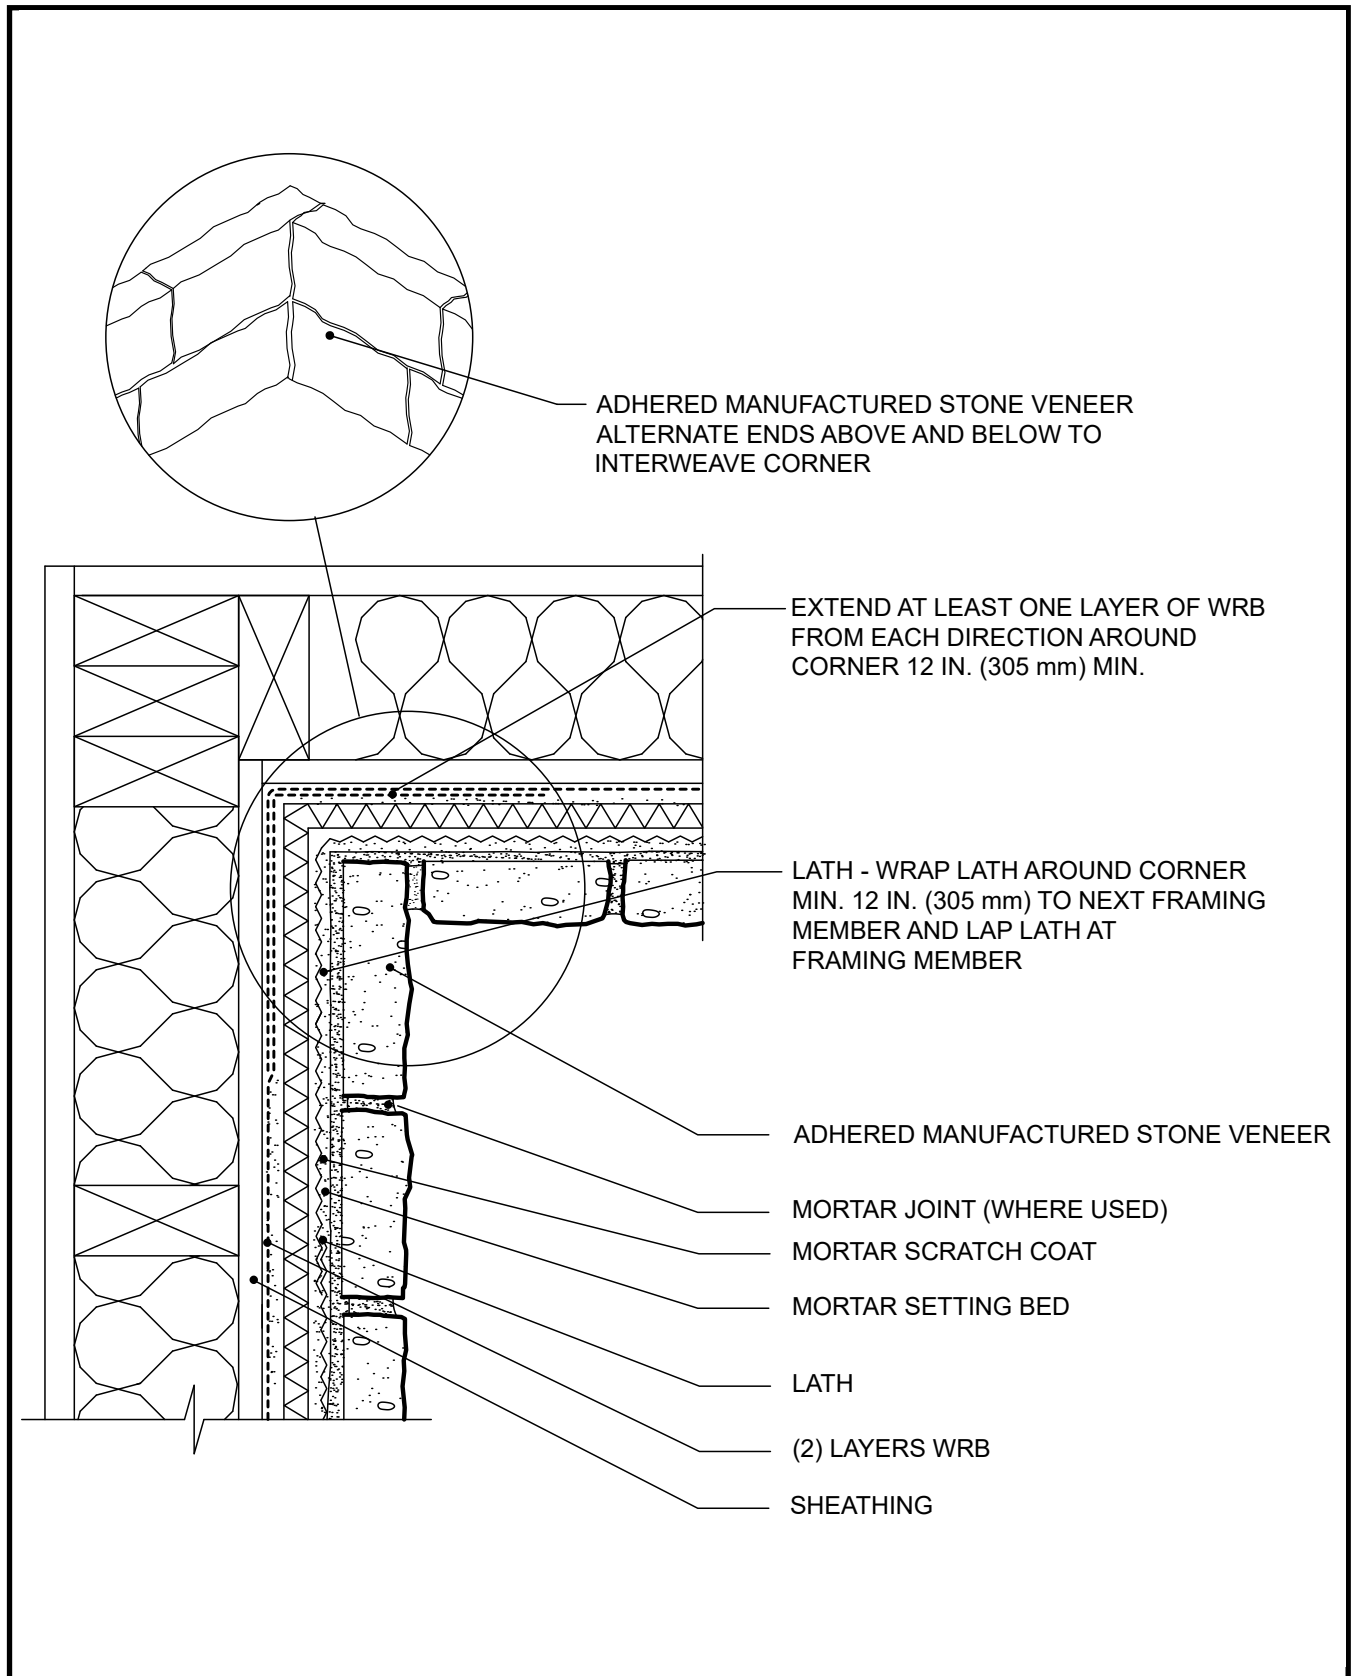 ADHERED MANUFACTURED STONE VENEER
ALTERNATE ENDS ABOVE AND BELOW TO
INTERWEAVE CORNER
EXTEND AT LEAST ONE LAYER OF WRB
FROM EACH DIRECTION AROUND
CORNER 12 IN. (305 mm) MIN.
LATH - WRAP LATH AROUND CORNER
MIN. 12 IN. (305 mm) TO NEXT FRAMING
MEMBER AND LAP LATH AT
FRAMING MEMBER
ADHERED MANUFACTURED STONE VENEER
MORTAR JOINT (WHERE USED)
MORTAR SCRATCH COAT
MORTAR SETTING BED
LATH
(2) LAYERS WRB
SHEATHING